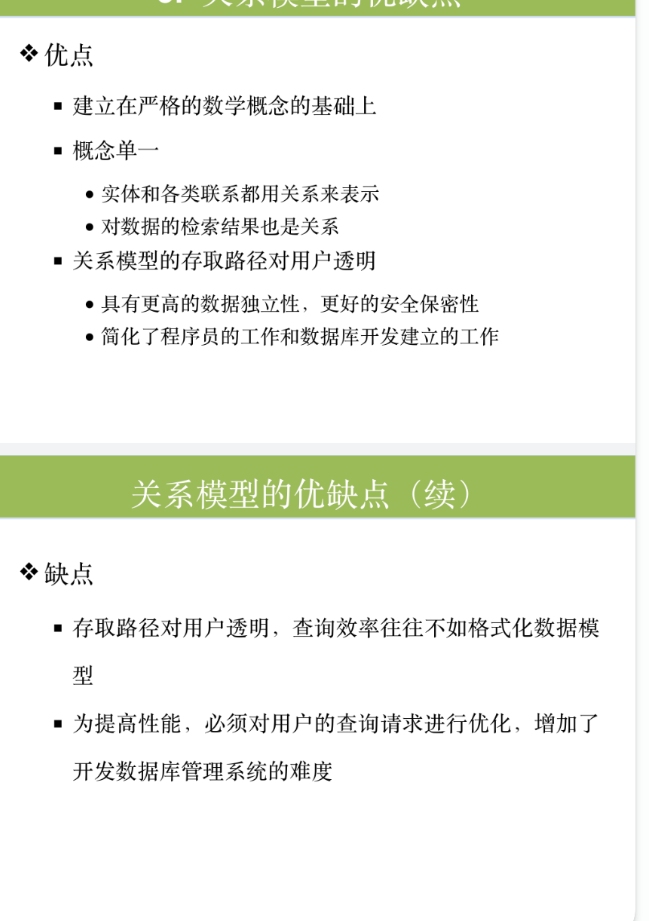 关系模型的优缺点
❖优点
▪ 建立在严格的数学概念的基础上
▪ 概念单一
• 实体和各类联系都用关系来表示
• 对数据的检索结果也是关系
▪ 关系模型的存取路径对用户透明
• 具有更高的数据独立性，更好的安全保密性
• 简化了程序员的工作和数据库开发建立的工作
关系模型的优缺点（续）
❖缺点
▪ 存取路径对用户透明，查询效率往往不如格式化数据模
型
▪ 为提高性能，必须对用户的查询请求进行优化，增加了
开发数据库管理系统的难度